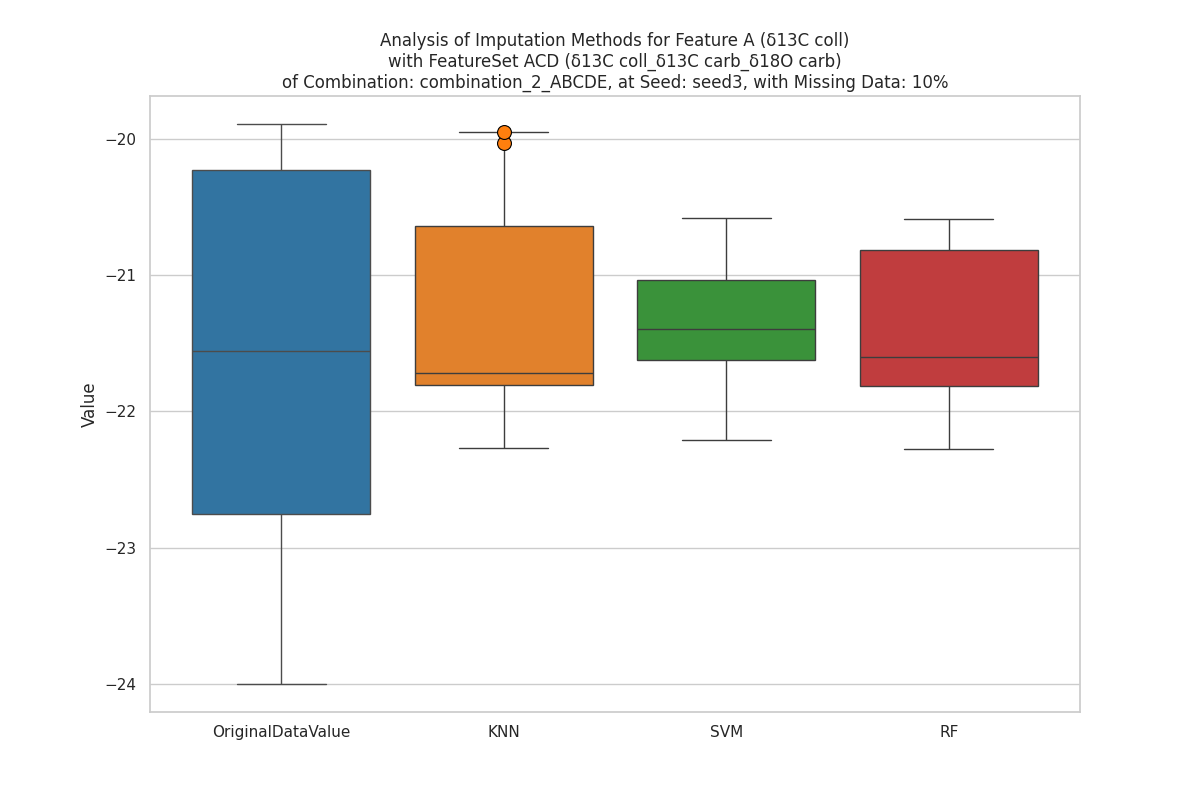 Analysis of Imputation Methods for Feature A (δ13C coll)
with FeatureSet ACD (δ13C coll_δ13C carb_δ18O carb)
of Combination: combination_2_ABCDE, at Seed: seed3, with Missing Data: 10%
Value
−20
−21
−22
−23
−24
OriginalDataValue
KNN
SVM
RF